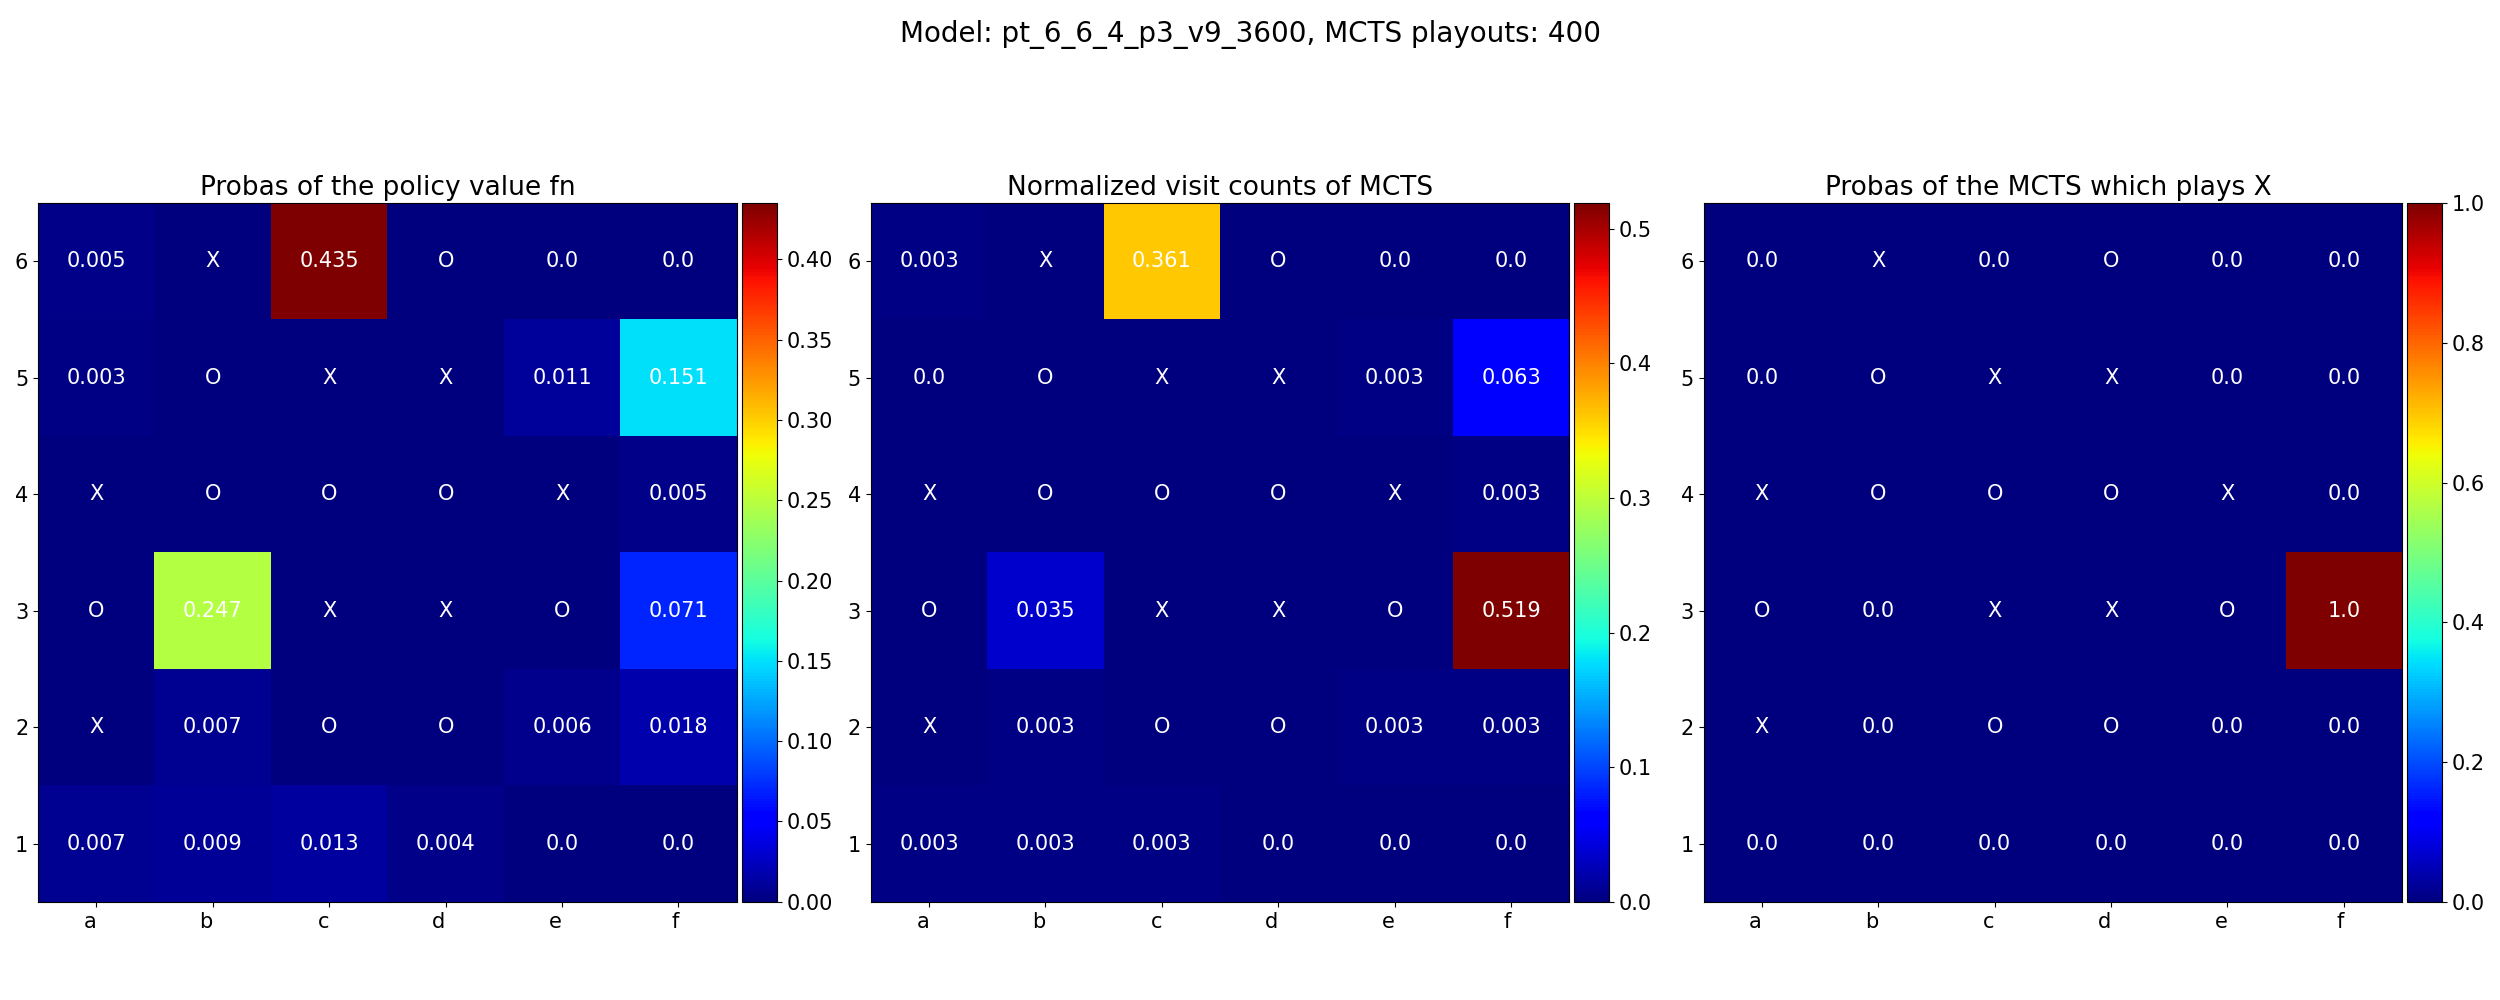 Model: pt_6_6_4_p3_v9_3600, MCTS playouts: 400
Probas of the policy value fn
6 0.005 X 0.435 O 0.0 0.0
5 0.003 O X X 0.011 0.151
4 X O O O X 0.005
3 O 0.247 X X O 0.071
2 X 0.007 O O 0.006 0.018
1 0.007 0.009 0.013 0.004 0.0 0.0
a b c d e f
0.40
0.35
0.30
0.25
0.20
0.15
0.10
0.05
0.00
Normalized visit counts of MCTS
6 0.003 X 0.361 O 0.0 0.0
5 0.0 O X X 0.003 0.063
4 X O O O X 0.003
3 O 0.035 X X O 0.519
2 X 0.003 O O 0.003 0.003
1 0.003 0.003 0.003 0.0 0.0 0.0
a b c d e f
0.5
0.4
0.3
0.2
0.1
0.0
Probas of the MCTS which plays X
6 0.0 X 0.0 O 0.0 0.0
5 0.0 O X X 0.0 0.0
4 X O O O X 0.0
3 O 0.0 X X O 1.0
2 X 0.0 O O 0.0 0.0
1 0.0 0.0 0.0 0.0 0.0 0.0
a b c d e f
1.0
0.8
0.6
0.4
0.2
0.0